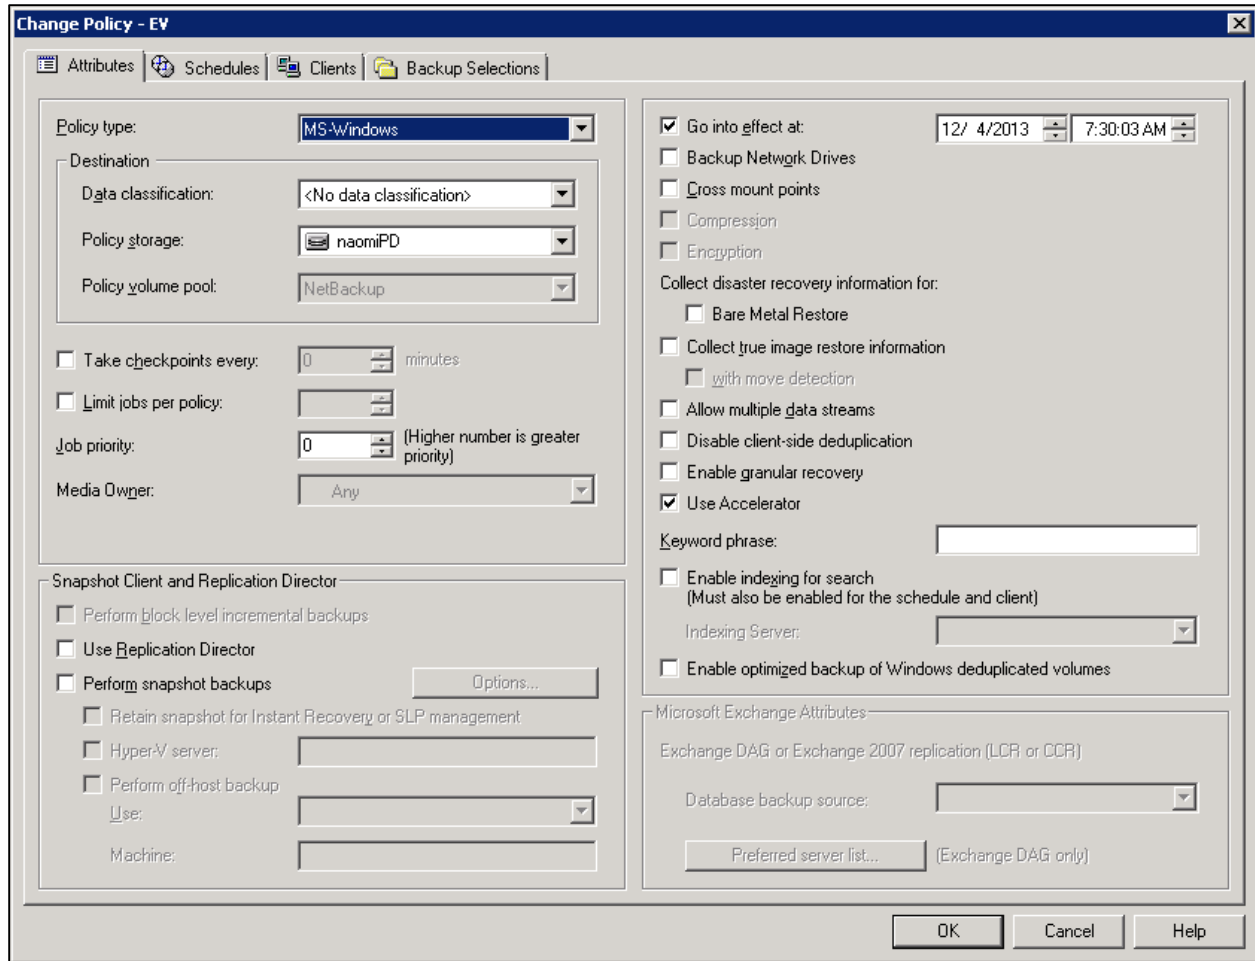 Change Policy - EV
Attributes
Schedules
Clients
Backup Selections
Policy type:
MS-Windows
Destination
Data classification:
<No data classification>
Policy storage:
naomiPD
Policy volume pool:
NetBackup
Take checkpoints every:
0
minutes
Limit jobs per policy:
Job priority:
0
(Higher number is greater
priority)
Media Owner:
Any
Snapshot Client and Replication Director
Perform block level incremental backups
Use Replication Director
Perform snapshot backups
Options...
Retain snapshot for Instant Recovery or SLP management
Hyper-V server:
Perform off-host backup
Use:
Machine:
Go into effect at:
12/ 4/2013
7:30:03 AM
Backup Network Drives
Cross mount points
Compression
Encryption
Collect disaster recovery information for:
Bare Metal Restore
Collect true image restore information
with move detection
Allow multiple data streams
Disable client-side deduplication
Enable granular recovery
Use Accelerator
Keyword phrase:
Enable indexing for search
(Must also be enabled for the schedule and client)
Indexing Server:
Enable optimized backup of Windows deduplicated volumes
Microsoft Exchange Attributes
Exchange DAG or Exchange 2007 replication (LCR or CCR)
Database backup source:
Preferred server list...
(Exchange DAG only)
OK
Cancel
Help